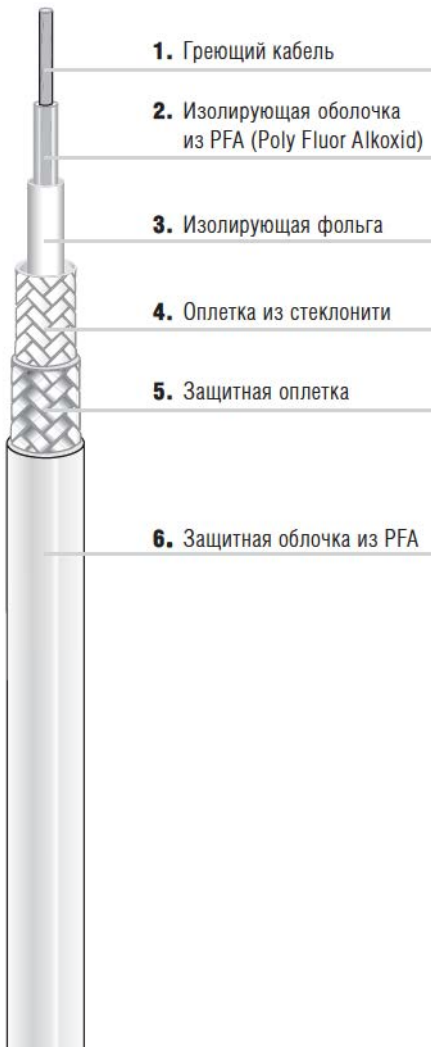 1. Греющий кабель
2. Изолирующая оболочка
из PFA (Poly Fluor Alkoxid)
3. Изолирующая фольга
4. Оплетка из стеклонити
5. Защитная оплетка
6. Защитная облочка из PFA